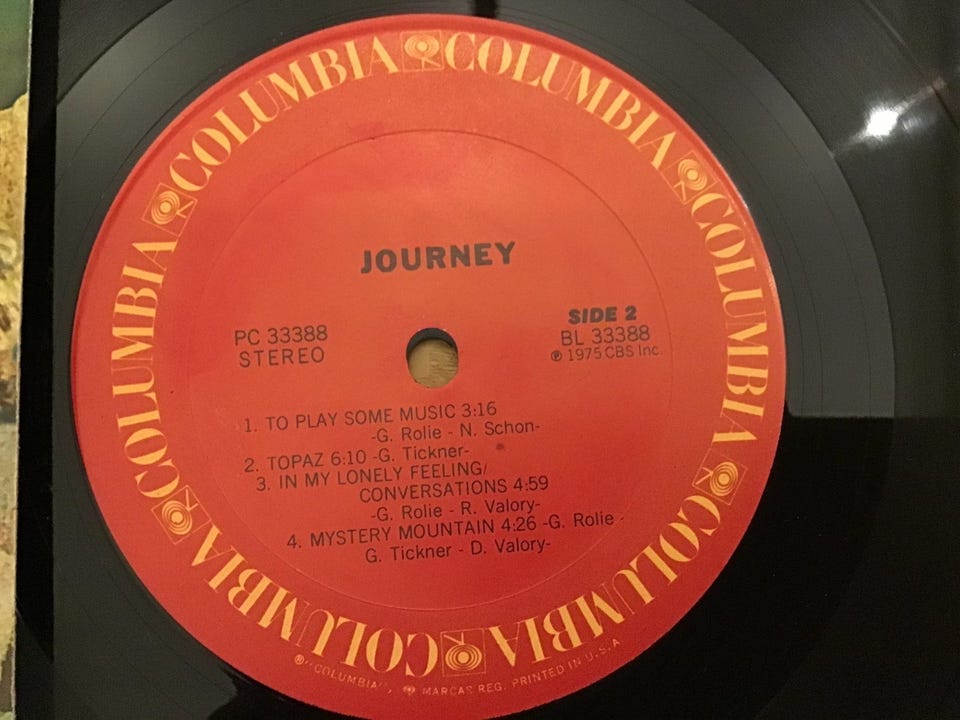 COLUMBIA COLUMBIA COLUMBIA COLUMBIA COLUMBIA COLUMBIA COLUMBIA COLUMBIA
JOURNEY
PC 33388
STEREO
SIDE 2
BL 33388
℗ 1975 CBS Inc.
1. TO PLAY SOME MUSIC 3:16
-G. Rolie - N. Schon-
2. TOPAZ 6:10 -G. Tickner-
3. IN MY LONELY FEELING/
CONVERSATIONS 4:59
-G. Rolie - R. Valory-
4. MYSTERY MOUNTAIN 4:26 -G. Rolie -
G. Tickner - D. Valory-
® "COLUMBIA", MARCAS REG. PRINTED IN U.S.A